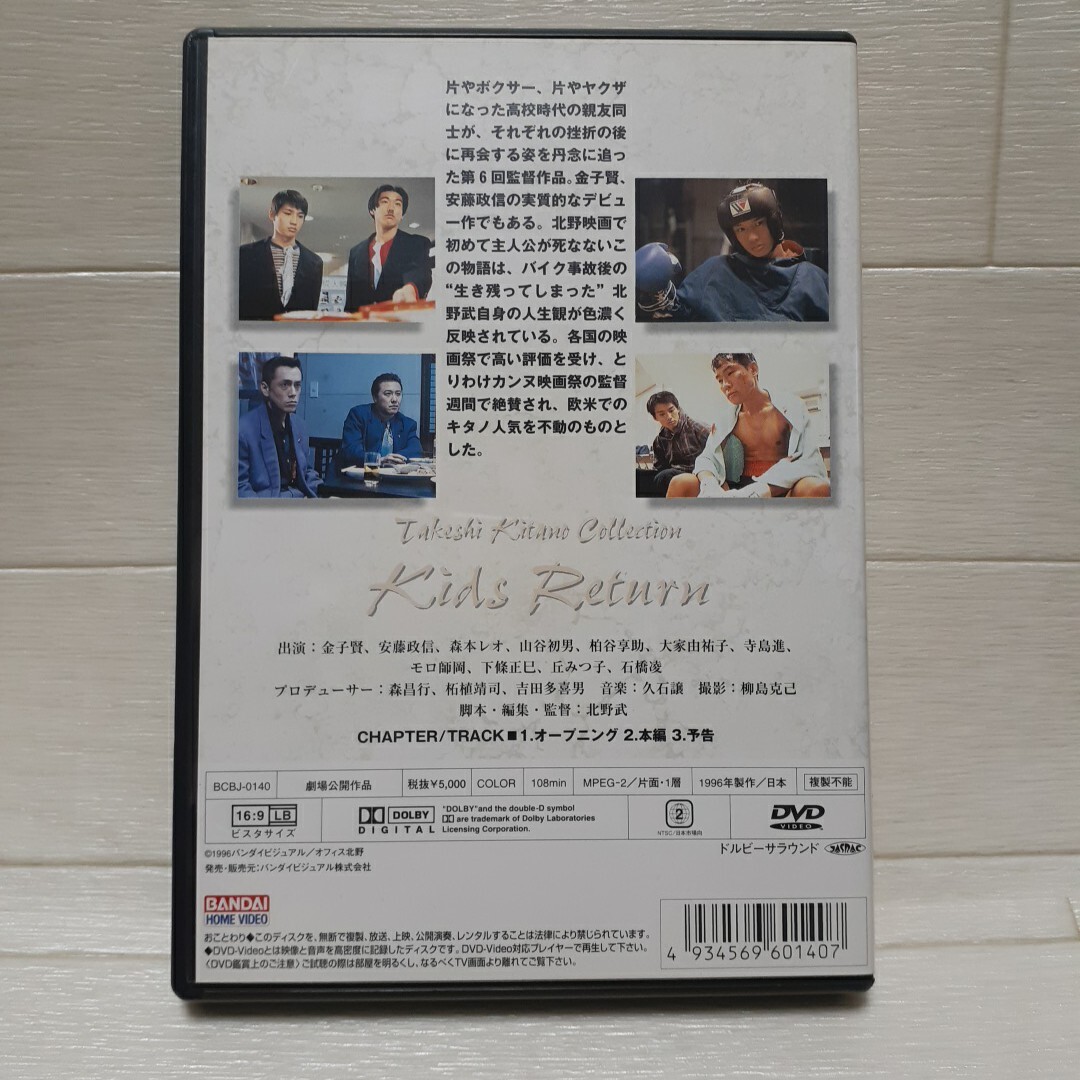 片やボクサー、片やヤクザ
になった高校時代の親友同
士が、それぞれの挫折の後
に再会する姿を丹念に追っ
た第6回監督作品。金子賢、
安藤政信の実質的なデビュ
ー作でもある。北野映画で
初めて主人公が死なないこ
の物語は、バイク事故後の
“生き残ってしまった”北
野武自身の人生観が色濃く
反映されている。各国の映
画祭で高い評価を受け、と
りわけカンヌ映画祭の監督
週間で絶賛され、欧米での
キタノ人気を不動のものと
した。
Takeshi Kitano Collection
Kids Return
出演：金子賢、安藤政信、森本レオ、山谷初男、柏谷享助、大家由祐子、寺島進、
モロ師岡、下條正巳、丘みつ子、石橋凌
プロデューサー：森昌行、柘植靖司、吉田多喜男　音楽：久石譲　撮影：柳島克己
脚本・編集・監督：北野武
CHAPTER/TRACK■1.オープニング 2.本編 3.予告
BCBJ-0140 劇場公開作品 税抜￥5,000 COLOR 108min MPEG-2／片面・1層 1996年製作／日本 複製不能
16:9 LB
ビスタサイズ
DOLBY
DIGITAL
"DOLBY"and the double-D symbol
are trademark of Dolby Laboratories
Licensing Corporation.
2
NTSC/日本市場向
DVD
VIDEO
©1996バンダイビジュアル／オフィス北野
ドルビーサラウンド JASRAC
発売・販売元：バンダイビジュアル株式会社
BANDAI
HOME VIDEO
おことわり◆このディスクを、無断で複製、放送、上映、公開演奏、レンタルすることは法律により禁じられています。
◆DVD-Videoとは映像と音声を高密度に記録したディスクです。DVD-Video対応プレイヤーで再生して下さい。
〈DVD鑑賞上のご注意〉ご試聴の際は部屋を明るくし、なるべくTV画面より離れてご覧下さい。
4 934569 601407